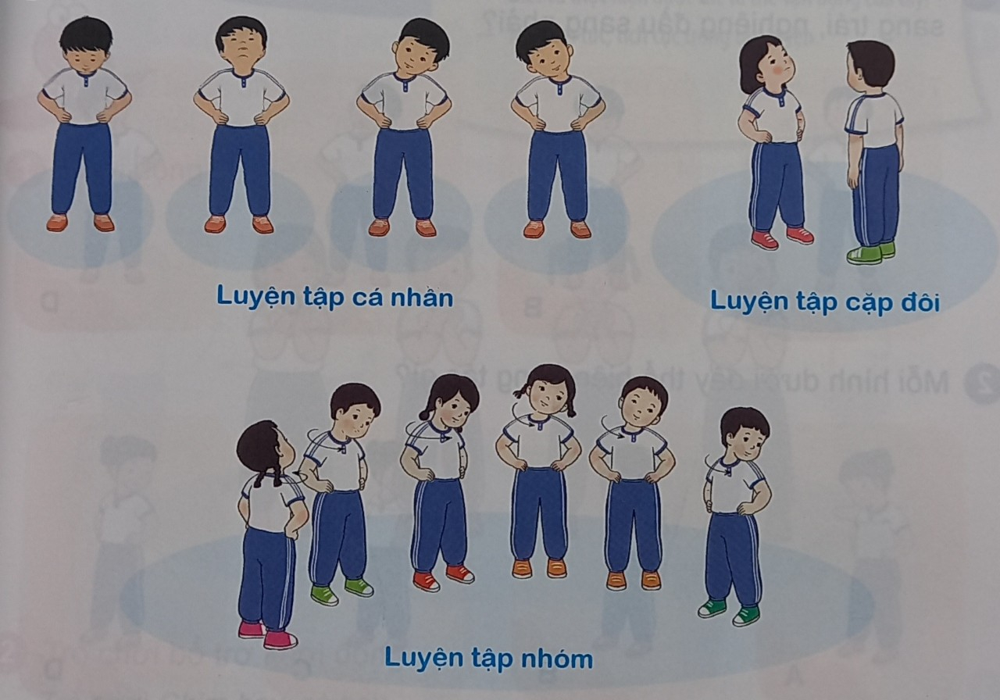 Luyện tập cá nhân
Luyện tập cặp đôi
Luyện tập nhóm